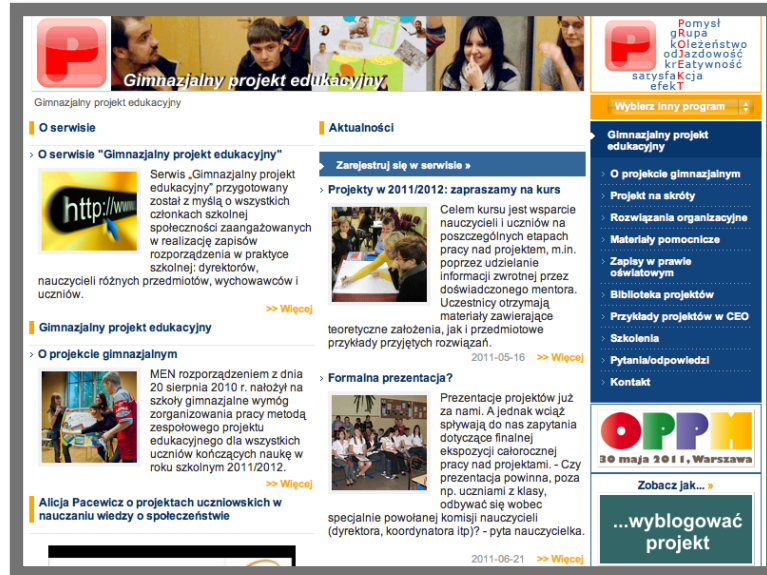 P
Gimnazjalny projekt edukacyjny
Gimnazjalny projekt edukacyjny
O serwisie
O serwisie "Gimnazjalny projekt edukacyjny"
http://www.
Serwis „Gimnazjalny projekt
edukacyjny” przygotowany
został z myślą o wszystkich
członkach szkolnej
społeczności zaangażowanych
w realizację zapisów
rozporządzenia w praktyce
szkolnej: dyrektorów,
nauczycieli różnych przedmiotów, wychowawców i
uczniów.
>> Więcej
Gimnazjalny projekt edukacyjny
O projekcie gimnazjalnym
MEN rozporządzeniem z dnia
20 sierpnia 2010 r. nałożył na
szkoły gimnazjalne wymóg
zorganizowania pracy metodą
zespołowego projektu
edukacyjnego dla wszystkich
uczniów kończących naukę w
roku szkolnym 2011/2012.
>> Więcej
Alicja Pacewicz o projektach uczniowskich w
nauczaniu wiedzy o społeczeństwie
Aktualności
Zarejestruj się w serwisie »
Projekty w 2011/2012: zapraszamy na kurs
Celem kursu jest wsparcie
nauczycieli i uczniów na
poszczególnych etapach
pracy nad projektem, m.in.
poprzez udzielanie
informacji zwrotnej przez
doświadczonego mentora.
Uczestnicy otrzymają
materiały zawierające
teoretyczne założenia, jak i przedmiotowe
przykłady przyjętych rozwiązań.
2011-05-16 >> Więcej
Formalna prezentacja?
Prezentacje projektów już
za nami. A jednak wciąż
spływają do nas zapytania
dotyczące finalnej
ekspozycji całorocznej
pracy nad projektami. - Czy
prezentacja powinna, poza
np. uczniami z klasy,
odbywać się wobec
specjalnie powołanej komisji nauczycieli
(dyrektora, koordynatora itp)? - pyta nauczycielka.
2011-06-21 >> Więcej
P
Pomysł
gRupa
kOleżeństwo
odJazdowość
krEatywność
satysfaKcja
efekT
Wybierz inny program
Gimnazjalny projekt
edukacyjny
O projekcie gimnazjalnym
Projekt na skróty
Rozwiązania organizacyjne
Materiały pomocnicze
Zapisy w prawie
oświatowym
Biblioteka projektów
Przykłady projektów w CEO
Szkolenia
Pytania/odpowiedzi
Kontakt
OPPM
30 maja 2011, Warszawa
Zobacz jak... »
...wyblogować
projekt